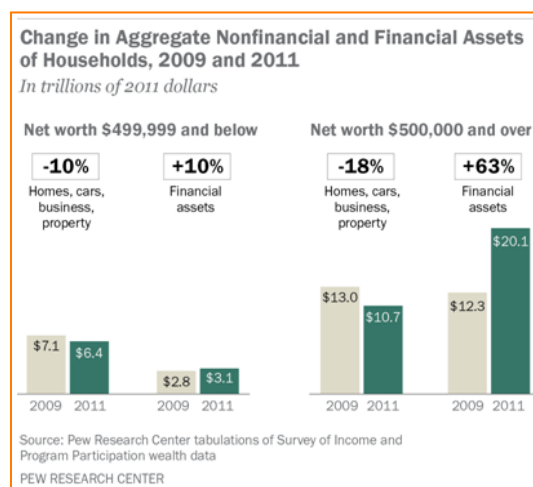 Change in Aggregate Nonfinancial and Financial Assets
of Households, 2009 and 2011
In trillions of 2011 dollars
Net worth $499,999 and below
-10%
Homes, cars,
business,
property
+10%
Financial
assets
$7.1
$6.4
$2.8
$3.1
2009 2011
2009 2011
Net worth $500,000 and over
-18%
Homes, cars,
business,
property
+63%
Financial
assets
$13.0
$10.7
$12.3
$20.1
2009 2011
2009 2011
Source: Pew Research Center tabulations of Survey of Income and
Program Participation wealth data
PEW RESEARCH CENTER